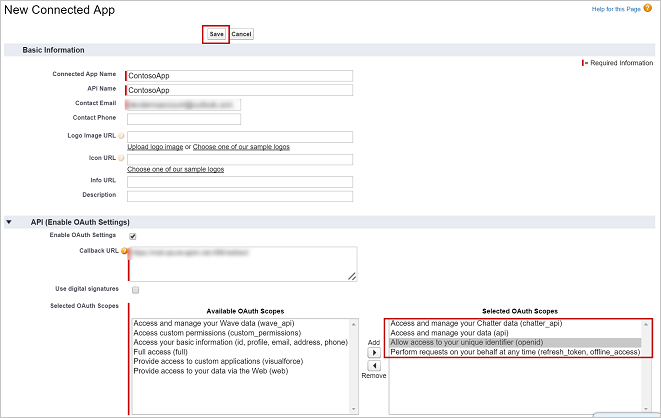 New Connected App
Help for this Page
Save Cancel
Basic Information
= Required Information
Connected App Name ContosoApp
API Name ContosoApp
Contact Email
Contact Phone
Logo Image URL
Upload logo image or Choose one of our sample logos
Icon URL
Choose one of our sample logos
Info URL
Description
API (Enable OAuth Settings)
Enable OAuth Settings
Callback URL
Use digital signatures
Selected OAuth Scopes
Available OAuth Scopes
Access and manage your Wave data (wave_api)
Access custom permissions (custom_permissions)
Access your basic information (id, profile, email, address, phone)
Full access (full)
Provide access to custom applications (visualforce)
Provide access to your data via the Web (web)
Add
Remove
Selected OAuth Scopes
Access and manage your Chatter data (chatter_api)
Access and manage your data (api)
Allow access to your unique identifier (openid)
Perform requests on your behalf at any time (refresh_token, offline_access)